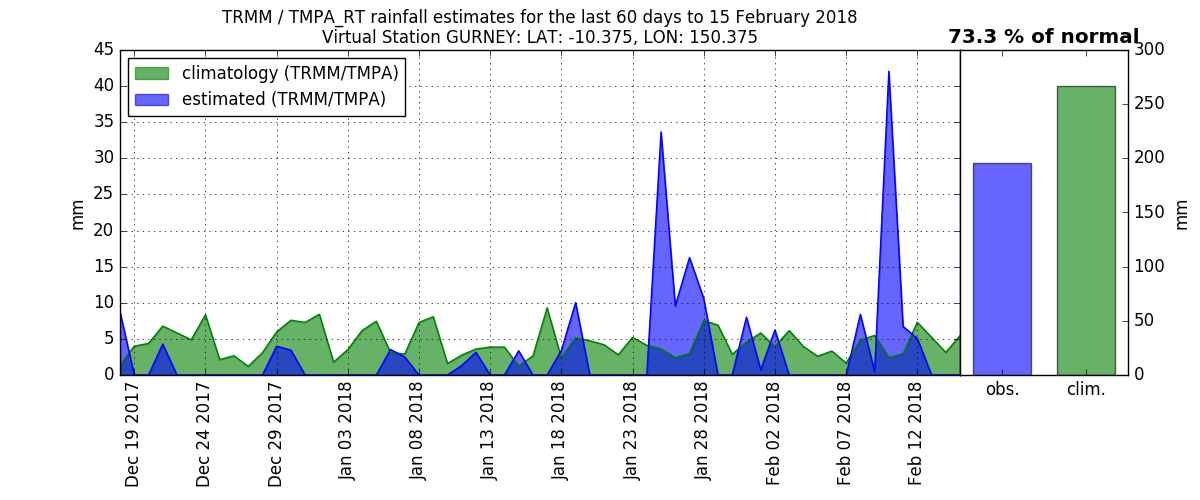 TRMM / TMPA_RT rainfall estimates for the last 60 days to 15 February 2018
Virtual Station GURNEY: LAT: -10.375, LON: 150.375
73.3 % of normal
climatology (TRMM/TMPA)
estimated (TRMM/TMPA)
45
40
35
30
25
20
15
10
5
0
mm
Dec 19 2017
Dec 24 2017
Dec 29 2017
Jan 03 2018
Jan 08 2018
Jan 13 2018
Jan 18 2018
Jan 23 2018
Jan 28 2018
Feb 02 2018
Feb 07 2018
Feb 12 2018
obs.
clim.
300
250
200
150
100
50
0
mm